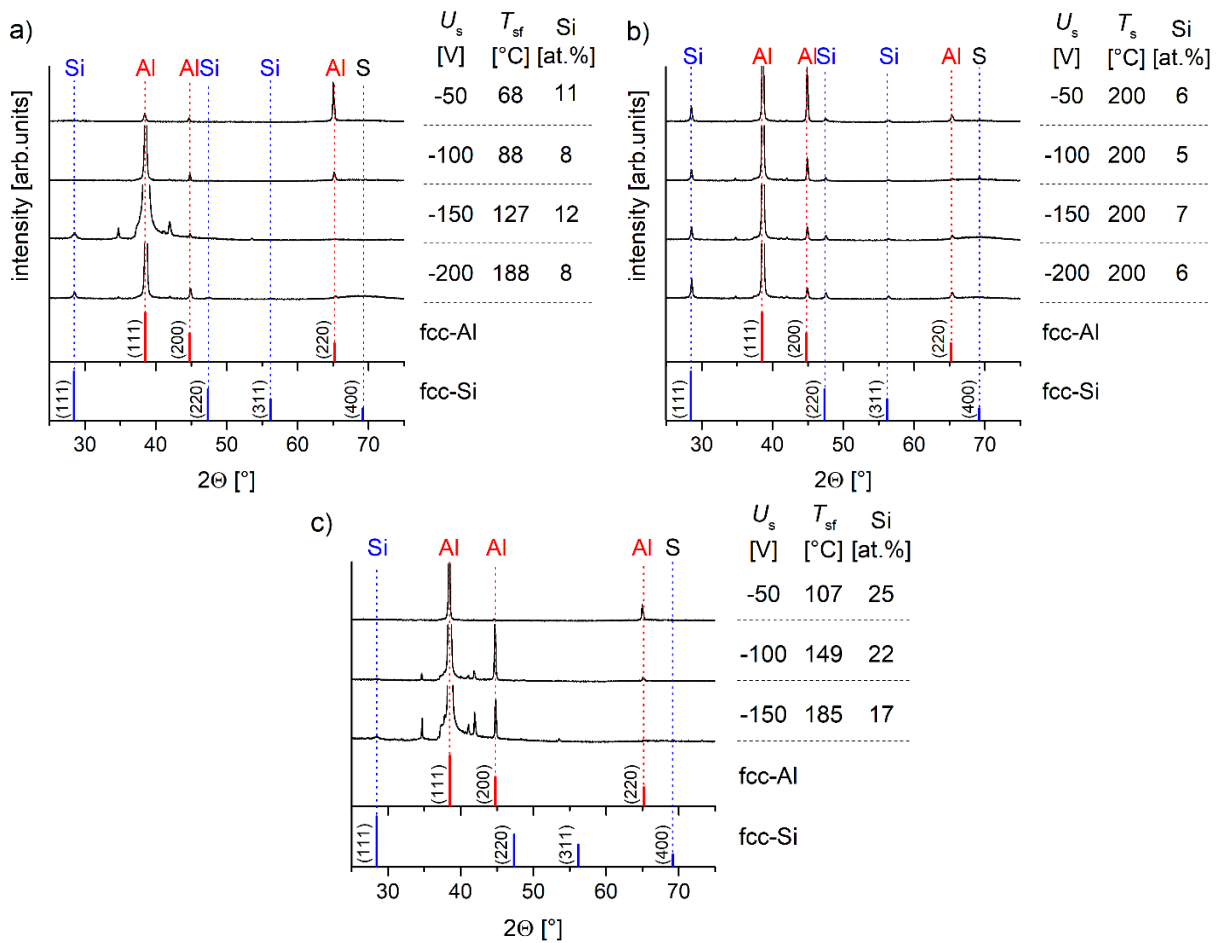 a)
U_s T_sf Si
[V] [°C] [at.%]
Si Al Al Si Si Al S
-50 68 11
-100 88 8
-150 127 12
-200 188 8
intensity [arb.units]
(111) (200) (220) fcc-Al
(111) (220) (311) (400) fcc-Si
30 40 50 60 70
2Θ [°]
b)
U_s T_s Si
[V] [°C] [at.%]
Si Al Al Si Si Al S
-50 200 6
-100 200 5
-150 200 7
-200 200 6
intensity [arb.units]
(111) (200) (220) fcc-Al
(111) (220) (311) (400) fcc-Si
30 40 50 60 70
2Θ [°]
c)
U_s T_sf Si
[V] [°C] [at.%]
Si Al Al Al S
-50 107 25
-100 149 22
-150 185 17
intensity [arb.units]
(111) (200) (220) fcc-Al
(111) (220) (311) (400) fcc-Si
30 40 50 60 70
2Θ [°]